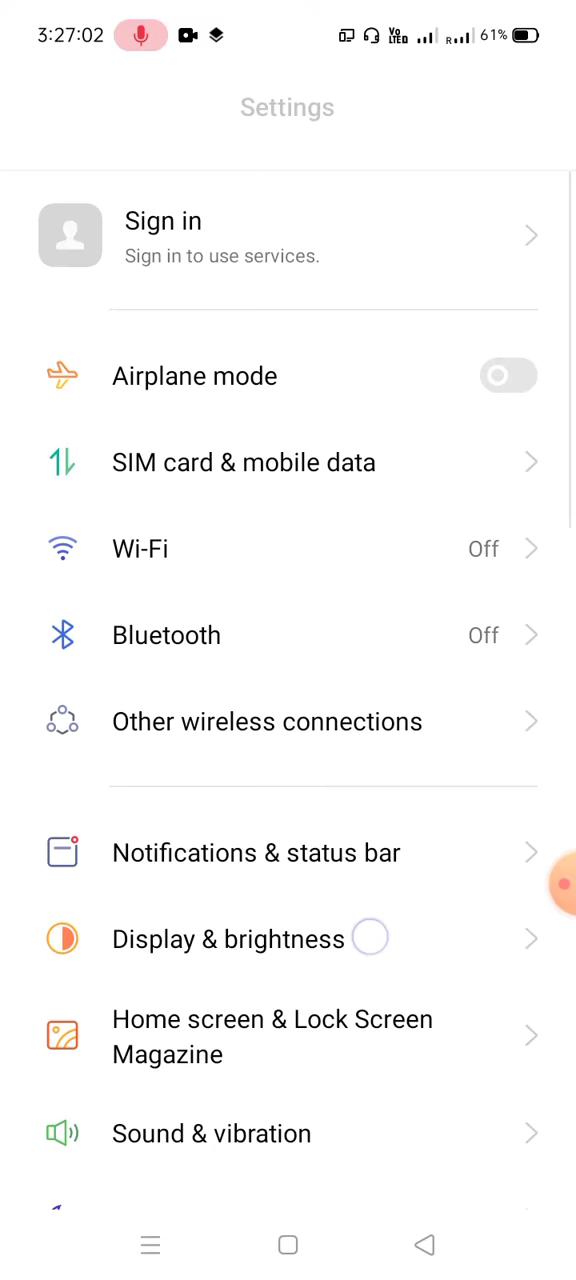 3:27:02 Vo LTED R 61%
Settings
Sign in
Sign in to use services.
Airplane mode
SIM card & mobile data
Wi-Fi Off
Bluetooth Off
Other wireless connections
Notifications & status bar
Display & brightness
Home screen & Lock Screen
Magazine
Sound & vibration